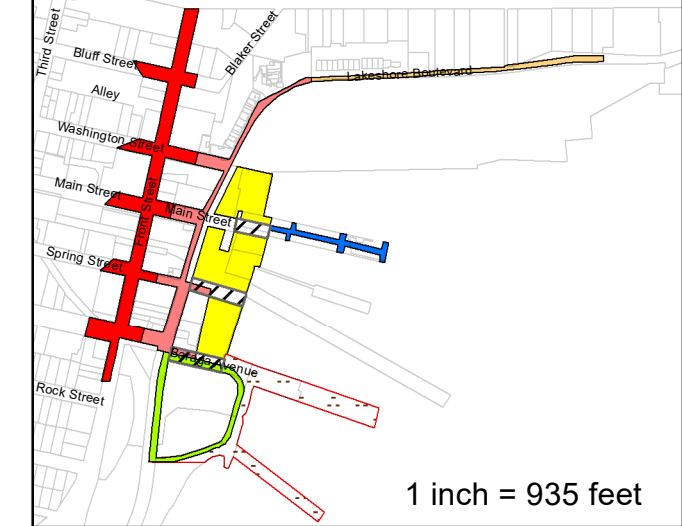 Third Street
Bluff Street
Blaker Street
Alley
Lakeshore Boulevard
Washington Street
Main Street
Front Street
Main Street
Spring Street
Baraga Avenue
Rock Street
1 inch = 935 feet